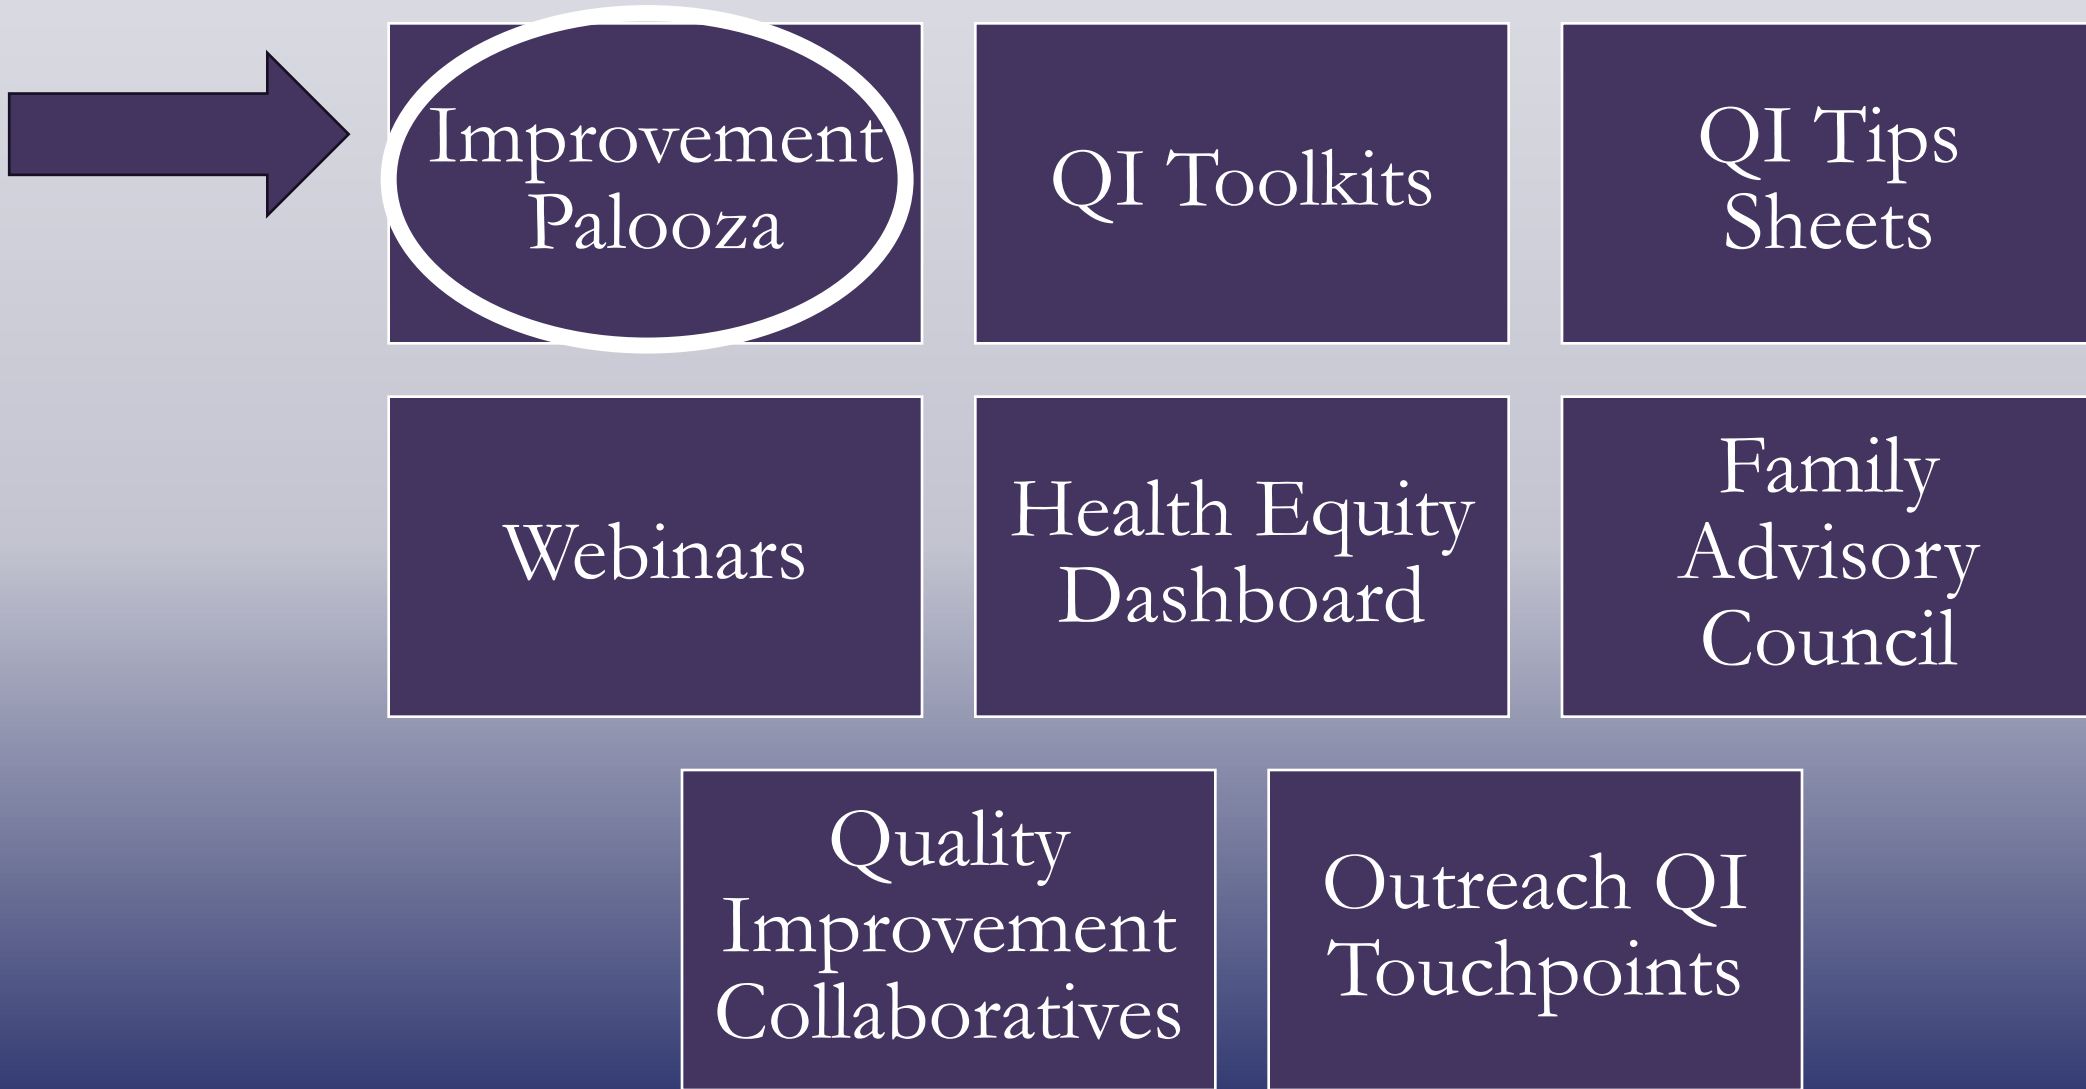 Improvement
Palooza
QI Toolkits
QI Tips
Sheets
Webinars
Health Equity
Dashboard
Family
Advisory
Council
Quality
Improvement
Collaboratives
Outreach QI
Touchpoints